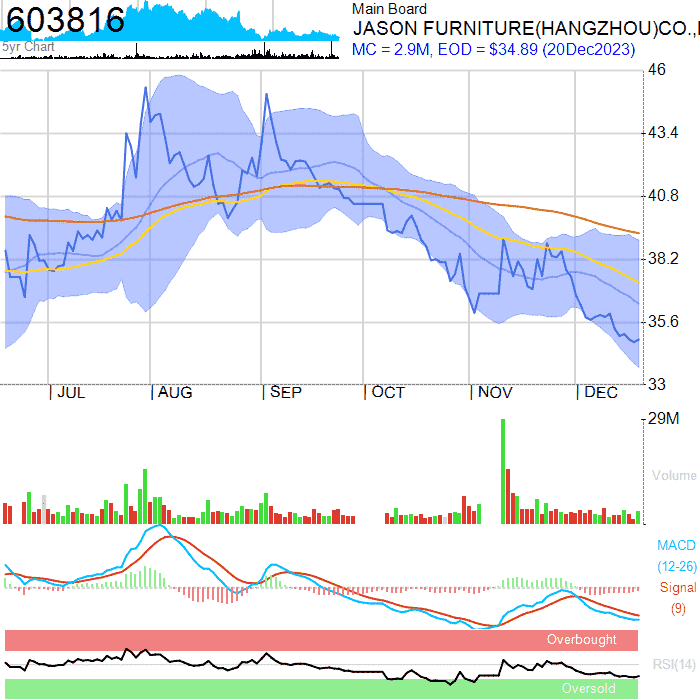 603816
5yr Chart
Main Board
JASON FURNITURE(HANGZHOU)CO.,
MC = 2.9M, EOD = $34.89 (20Dec2023)
46
43.4
40.8
38.2
35.6
33
JUL
AUG
SEP
OCT
NOV
DEC
29M
Volume
MACD
(12-26)
Signal
(9)
Overbought
RSI(14)
Oversold